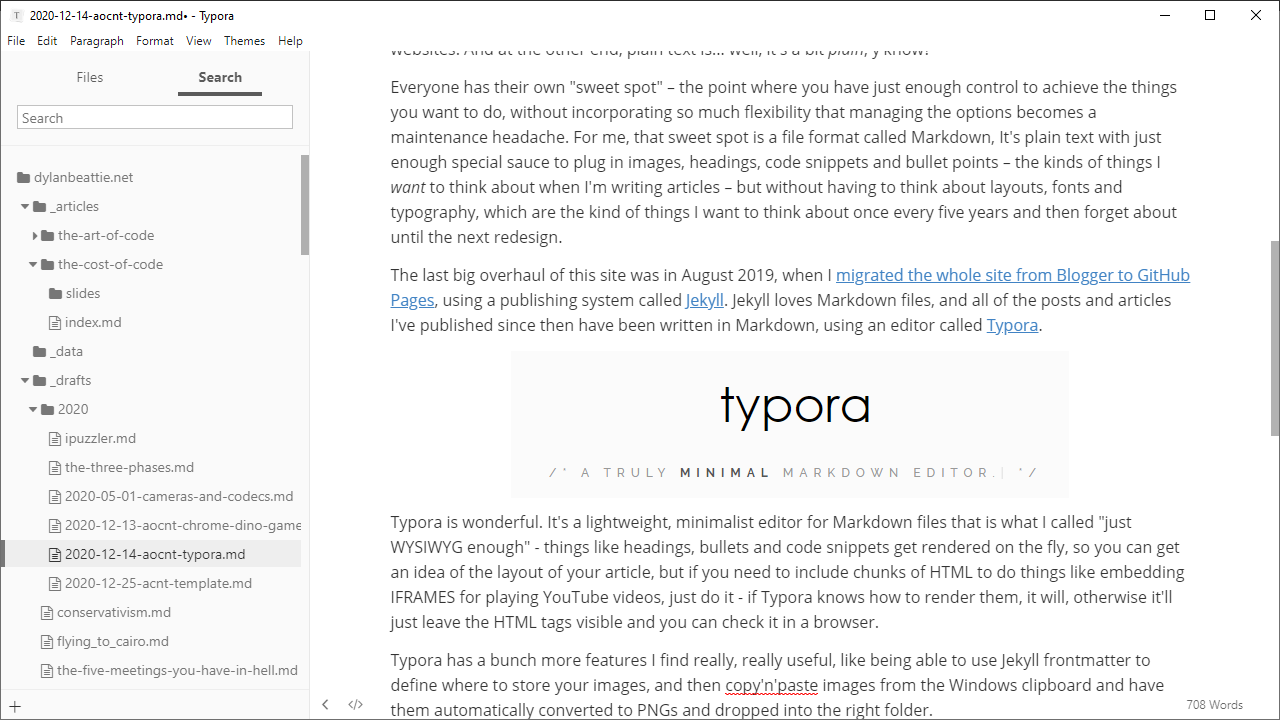 2020-12-14-aocnt-typora.md• - Typora
File Edit Paragraph Format View Themes Help
Files Search
Search
dylanbeattie.net
_articles
the-art-of-code
the-cost-of-code
slides
index.md
_data
_drafts
2020
ipuzzler.md
the-three-phases.md
2020-05-01-cameras-and-codecs.md
2020-12-13-aocnt-chrome-dino-game
2020-12-14-aocnt-typora.md
2020-12-25-acnt-template.md
conservativism.md
flying_to_cairo.md
the-five-meetings-you-have-in-hell.md
websites. And at the other end, plain text is... well, it's a bit plain, y'know?
Everyone has their own "sweet spot" – the point where you have just enough control to achieve the things
you want to do, without incorporating so much flexibility that managing the options becomes a
maintenance headache. For me, that sweet spot is a file format called Markdown, It's plain text with just
enough special sauce to plug in images, headings, code snippets and bullet points – the kinds of things I
want to think about when I'm writing articles – but without having to think about layouts, fonts and
typography, which are the kind of things I want to think about once every five years and then forget about
until the next redesign.
The last big overhaul of this site was in August 2019, when I migrated the whole site from Blogger to GitHub
Pages, using a publishing system called Jekyll. Jekyll loves Markdown files, and all of the posts and articles
I've published since then have been written in Markdown, using an editor called Typora.
typora
/* A TRULY MINIMAL MARKDOWN EDITOR.| */
Typora is wonderful. It's a lightweight, minimalist editor for Markdown files that is what I called "just
WYSIWYG enough" - things like headings, bullets and code snippets get rendered on the fly, so you can get
an idea of the layout of your article, but if you need to include chunks of HTML to do things like embedding
IFRAMES for playing YouTube videos, just do it - if Typora knows how to render them, it will, otherwise it'll
just leave the HTML tags visible and you can check it in a browser.
Typora has a bunch more features I find really, really useful, like being able to use Jekyll frontmatter to
define where to store your images, and then copy'n'paste images from the Windows clipboard and have
them automatically converted to PNGs and dropped into the right folder.
</> 708 Words